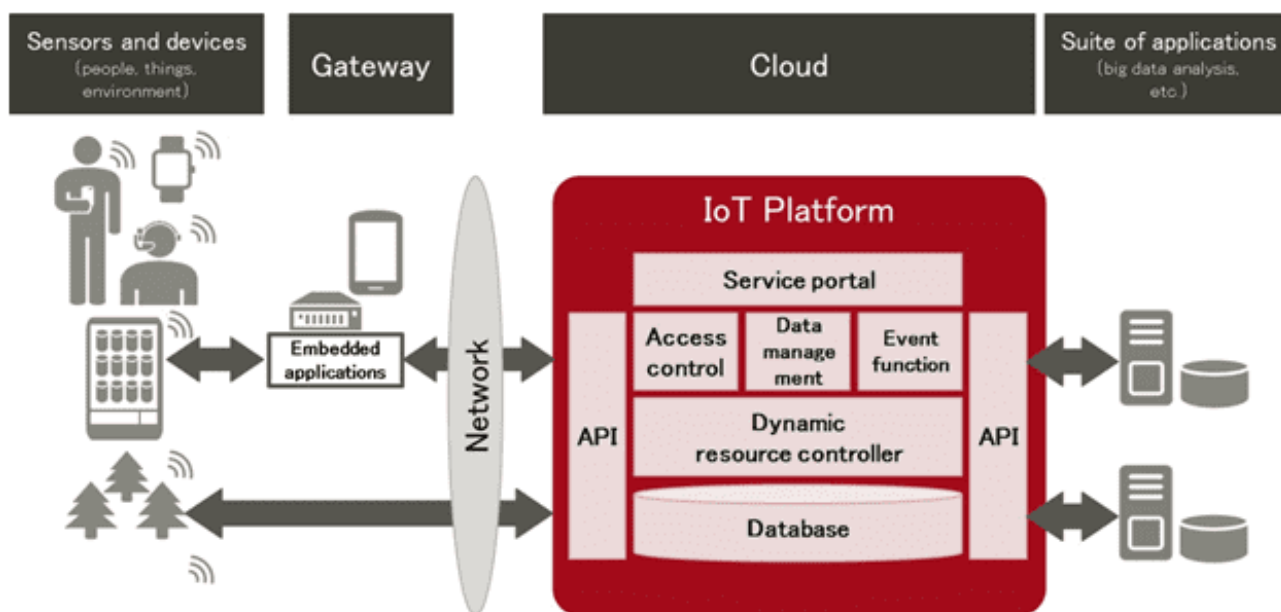 Sensors and devices
(people, things,
environment)
Gateway
Cloud
Suite of applications
(big data analysis,
etc.)
IoT Platform
Service portal
Access
control
Data
manage
ment
Event
function
Embedded
applications
Network
API
Dynamic
resource controller
API
Database